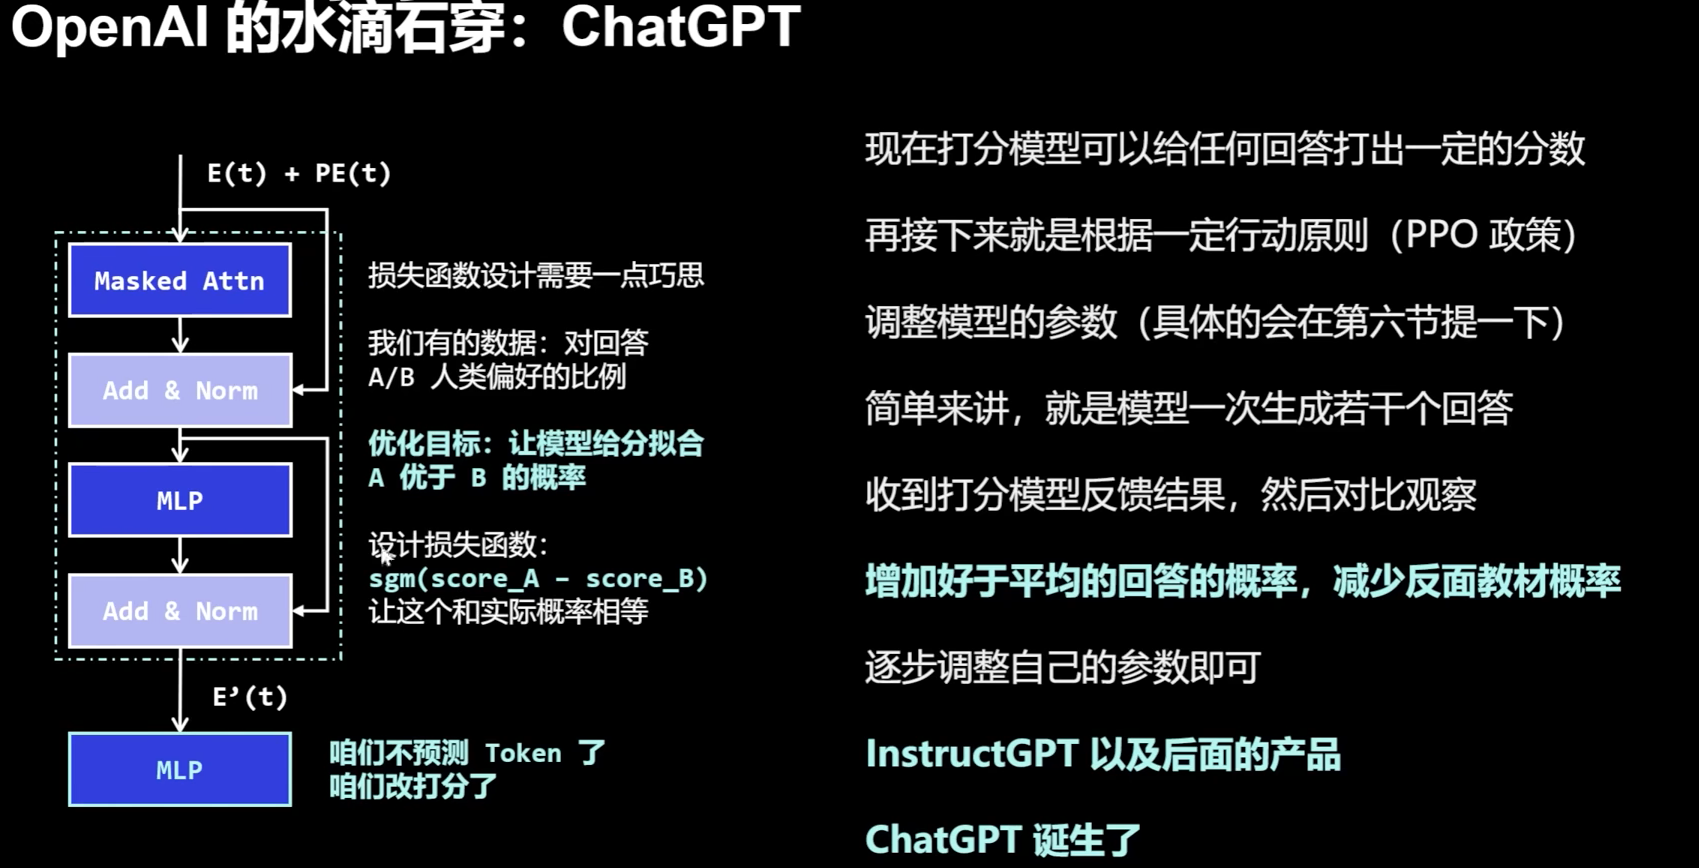 OpenAI 的水滴石穿：ChatGPT
E(t) + PE(t)
Masked Attn
Add & Norm
MLP
Add & Norm
E’(t)
MLP
损失函数设计需要一点巧思
我们有的数据：对回答
A/B 人类偏好的比例
优化目标：让模型给分拟合
A 优于 B 的概率
设计损失函数：
sgm(score_A – score_B)
让这个和实际概率相等
咱们不预测 Token 了
咱们改打分了
现在打分模型可以给任何回答打出一定的分数
再接下来就是根据一定行动原则（PPO 政策）
调整模型的参数（具体的会在第六节提一下）
简单来讲，就是模型一次生成若干个回答
收到打分模型反馈结果，然后对比观察
增加好于平均的回答的概率，减少反面教材概率
逐步调整自己的参数即可
InstructGPT 以及后面的产品
ChatGPT 诞生了